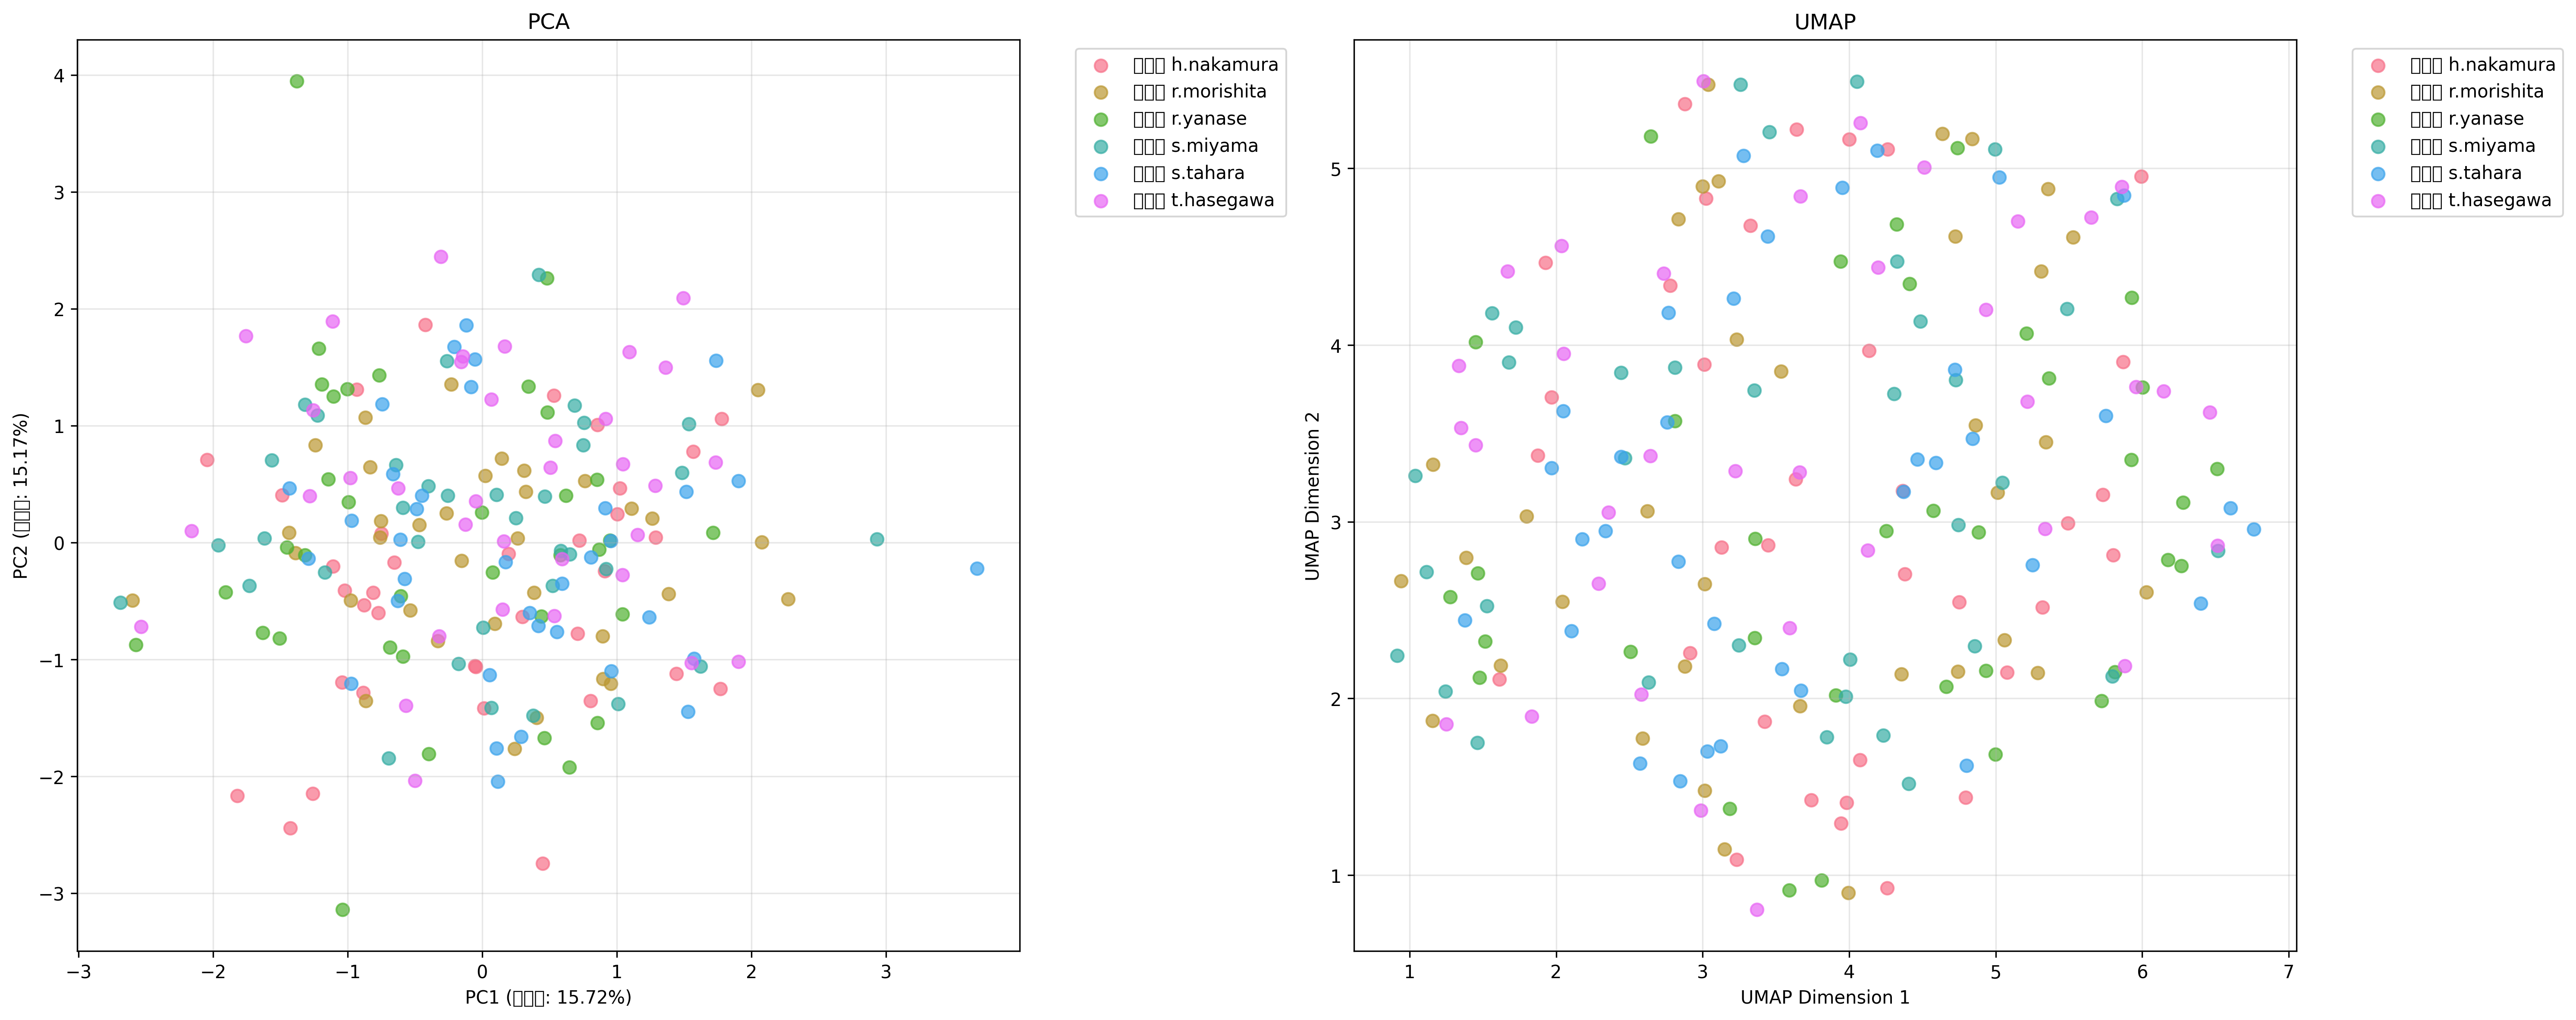 PCA
4
3
2
1
0
−1
−2
−3
PC2 (□□□: 15.17%)
−3 −2 −1 0 1 2 3
PC1 (□□□: 15.72%)
□□□ h.nakamura
□□□ r.morishita
□□□ r.yanase
□□□ s.miyama
□□□ s.tahara
□□□ t.hasegawa
UMAP
5
4
3
2
1
UMAP Dimension 2
1 2 3 4 5 6 7
UMAP Dimension 1
□□□ h.nakamura
□□□ r.morishita
□□□ r.yanase
□□□ s.miyama
□□□ s.tahara
□□□ t.hasegawa